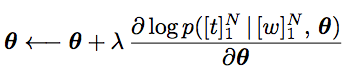 θ ⟵ θ + λ ∂ log p([t]₁ᴺ | [w]₁ᴺ, θ) / ∂θ